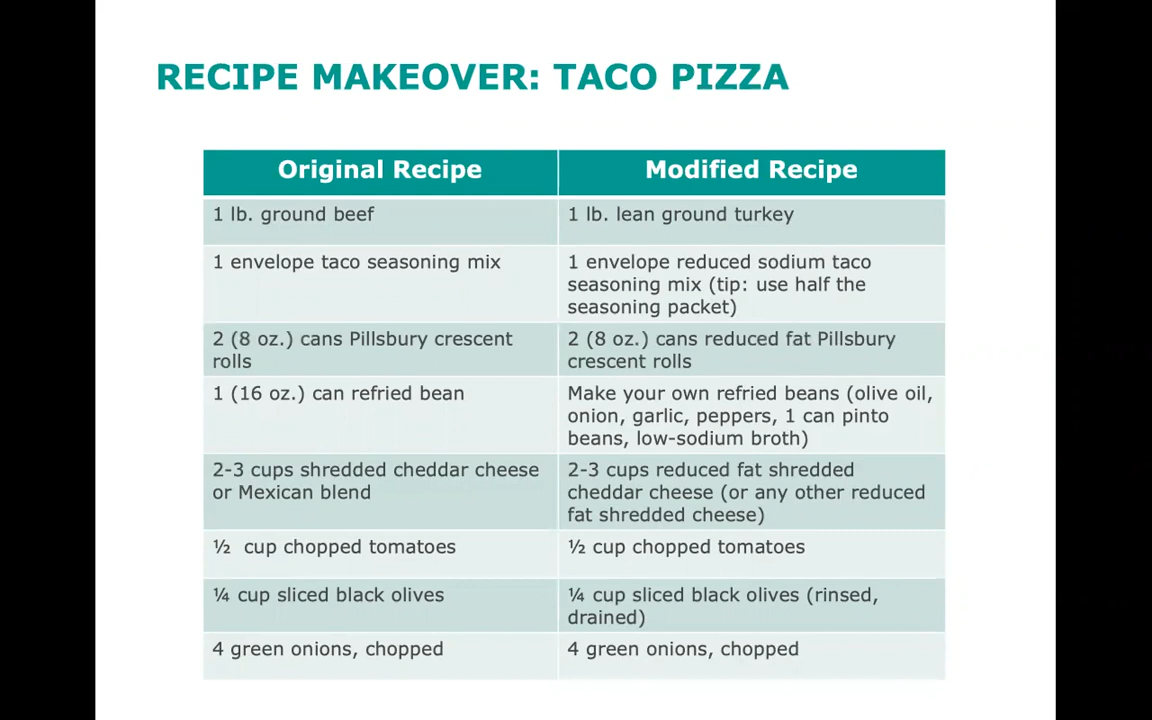 RECIPE MAKEOVER: TACO PIZZA
Original Recipe
Modified Recipe
1 lb. ground beef
1 lb. lean ground turkey
1 envelope taco seasoning mix
1 envelope reduced sodium taco
seasoning mix (tip: use half the
seasoning packet)
2 (8 oz.) cans Pillsbury crescent
rolls
2 (8 oz.) cans reduced fat Pillsbury
crescent rolls
1 (16 oz.) can refried bean
Make your own refried beans (olive oil,
onion, garlic, peppers, 1 can pinto
beans, low-sodium broth)
2-3 cups shredded cheddar cheese
or Mexican blend
2-3 cups reduced fat shredded
cheddar cheese (or any other reduced
fat shredded cheese)
½  cup chopped tomatoes
½ cup chopped tomatoes
¼ cup sliced black olives
¼ cup sliced black olives (rinsed,
drained)
4 green onions, chopped
4 green onions, chopped